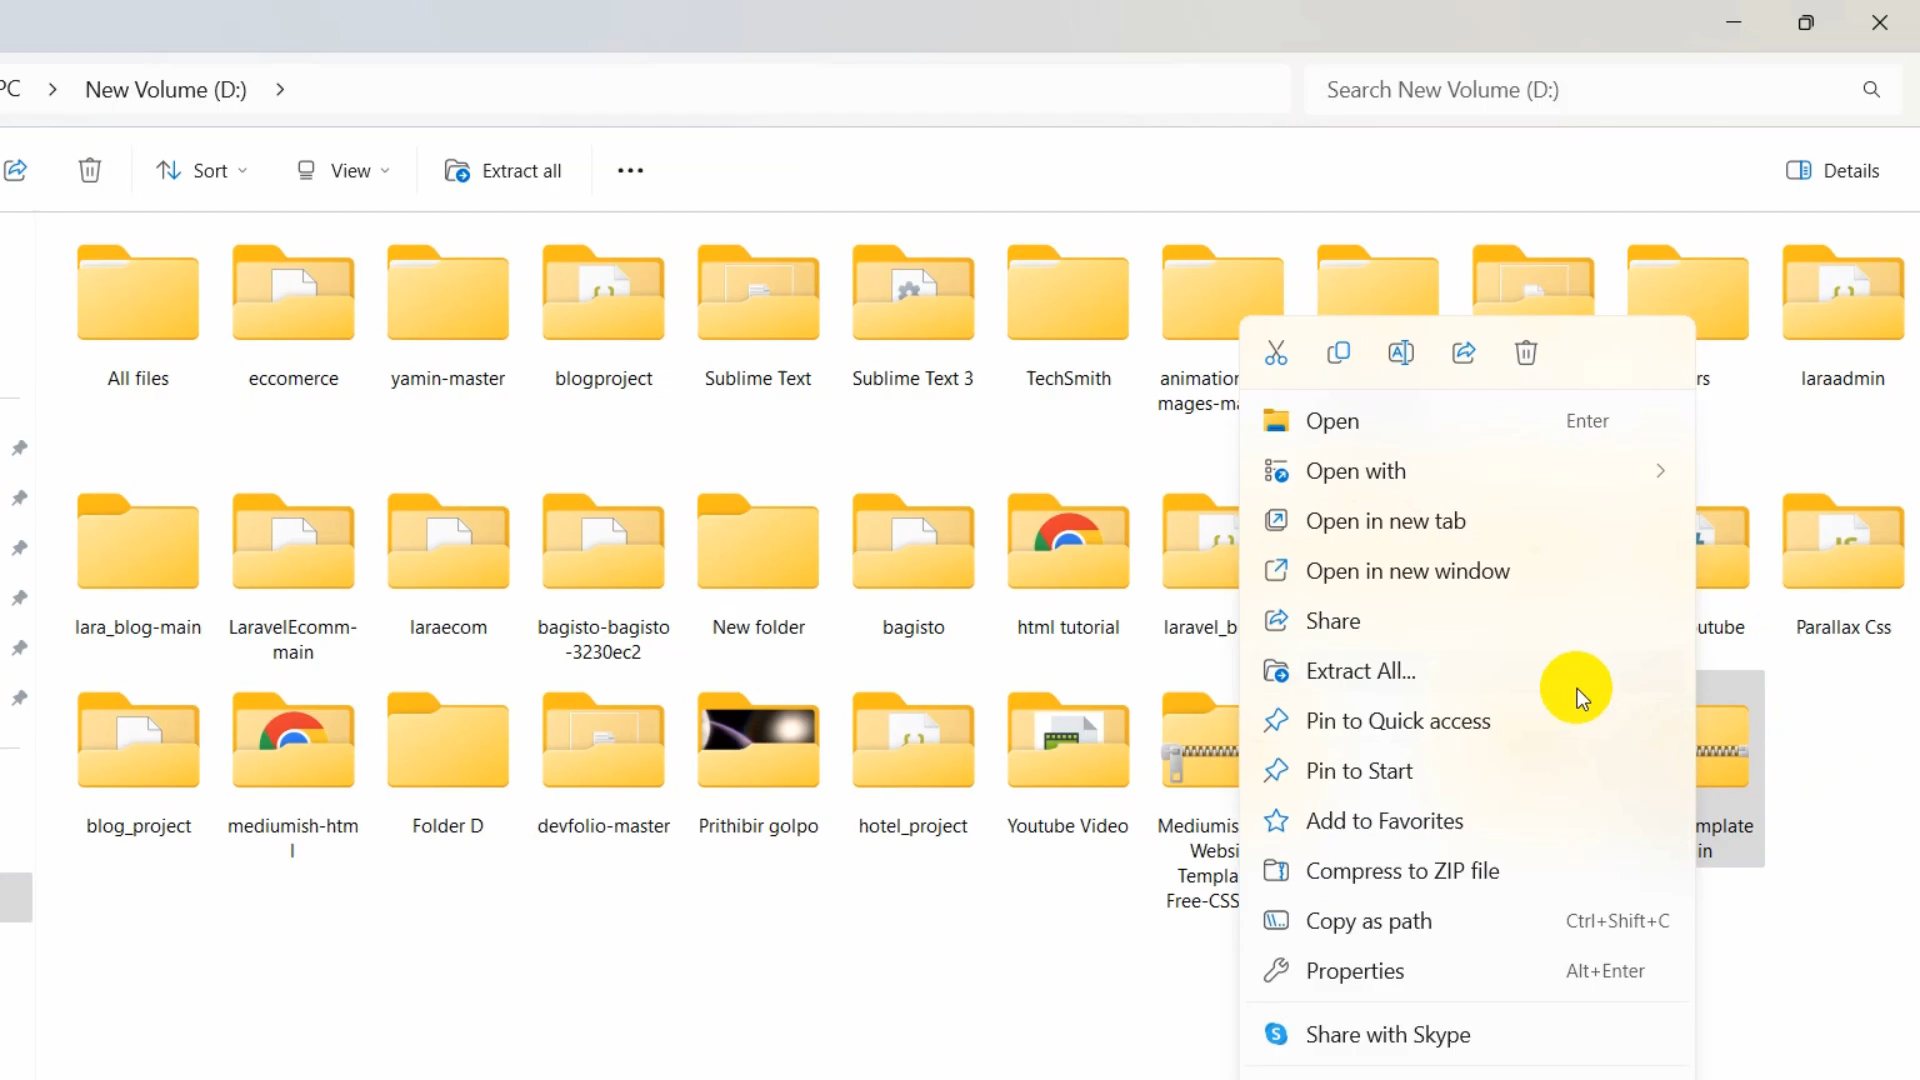 PC > New Volume (D:) >
Search New Volume (D:)
Sort
View
Extract all
Details
All files
eccomerce
yamin-master
blogproject
Sublime Text
Sublime Text 3
TechSmith
animation
mages-ma
rs
laraadmin
lara_blog-main
LaravelEcomm-
main
laraecom
bagisto-bagisto
-3230ec2
New folder
bagisto
html tutorial
laravel_b
utube
Parallax Css
blog_project
mediumish-htm
l
Folder D
devfolio-master
Prithibir golpo
hotel_project
Youtube Video
Mediumis
Websi
Templa
Free-CSS
mplate
in
Open Enter
Open with
Open in new tab
Open in new window
Share
Extract All...
Pin to Quick access
Pin to Start
Add to Favorites
Compress to ZIP file
Copy as path Ctrl+Shift+C
Properties Alt+Enter
Share with Skype